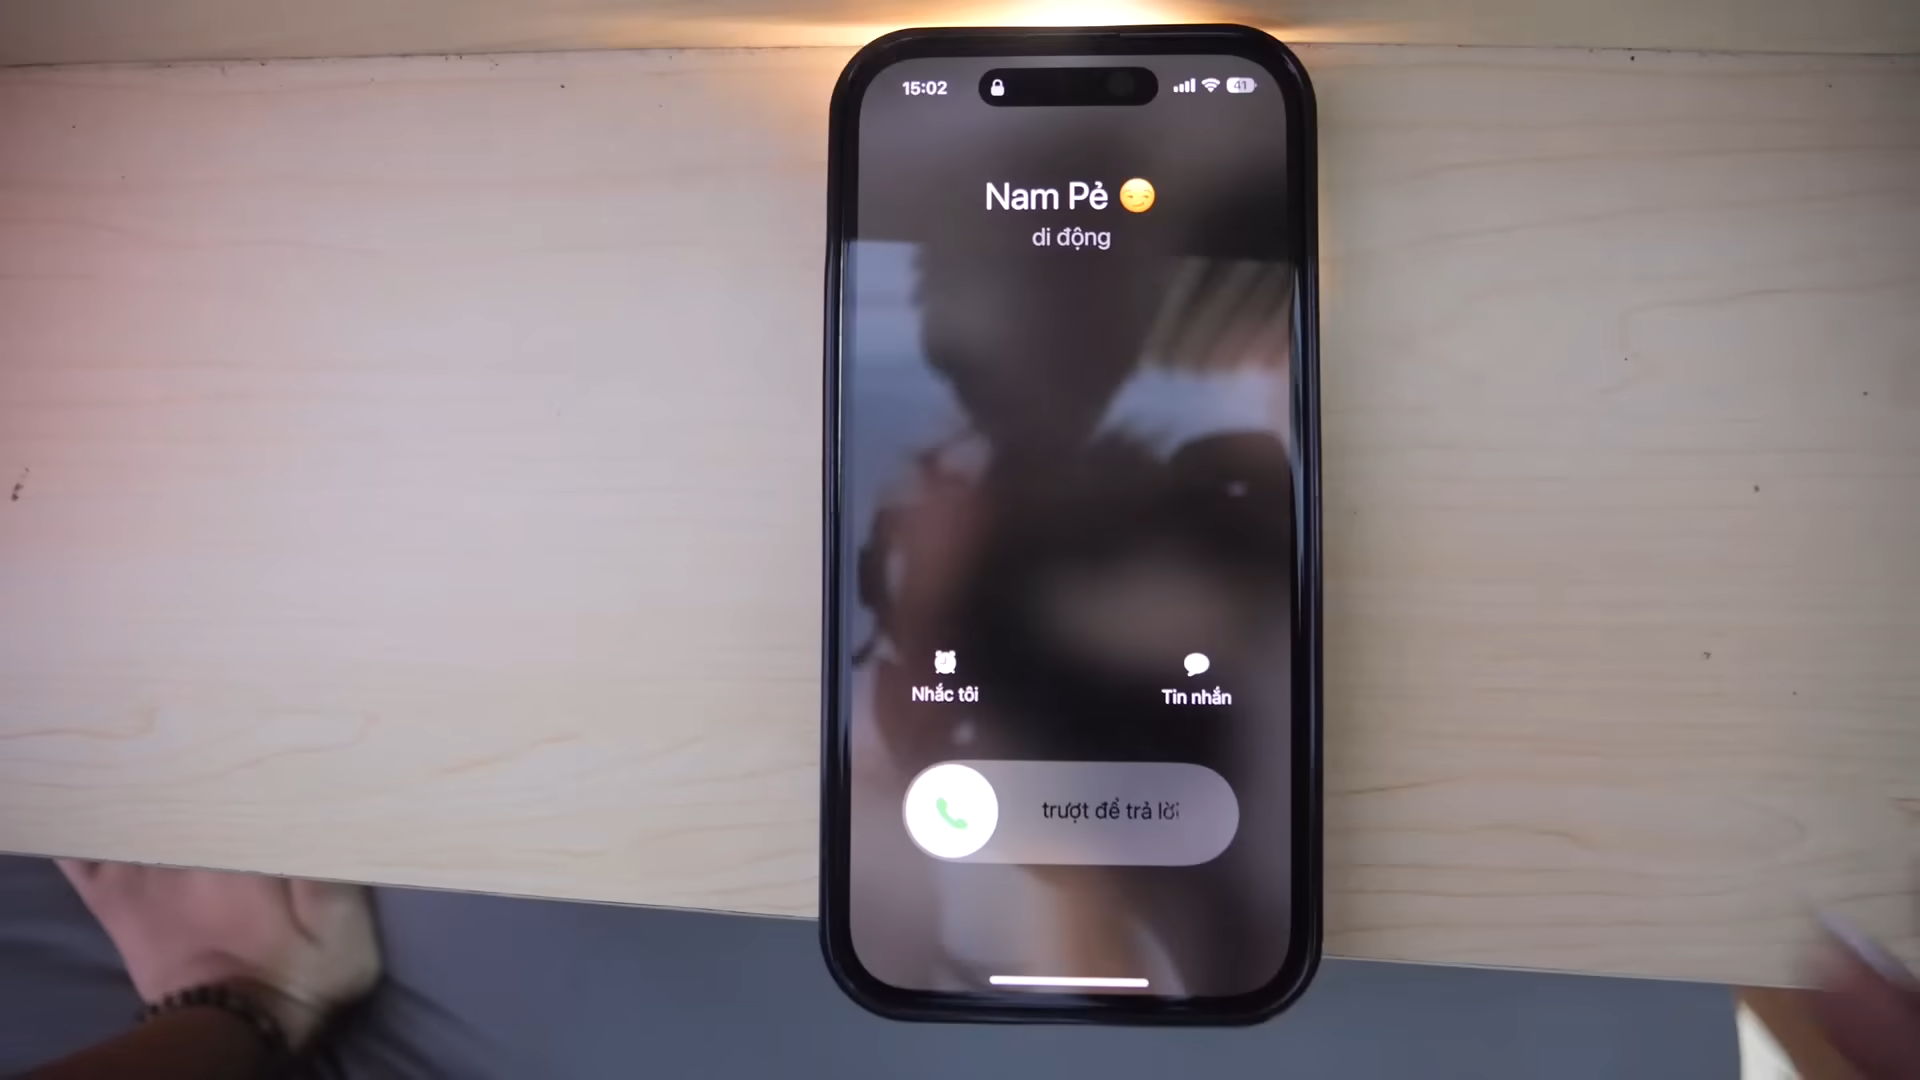 15:02
41
Nam Pẻ 😏
di động
Nhắc tôi
Tin nhắn
trượt để trả lời